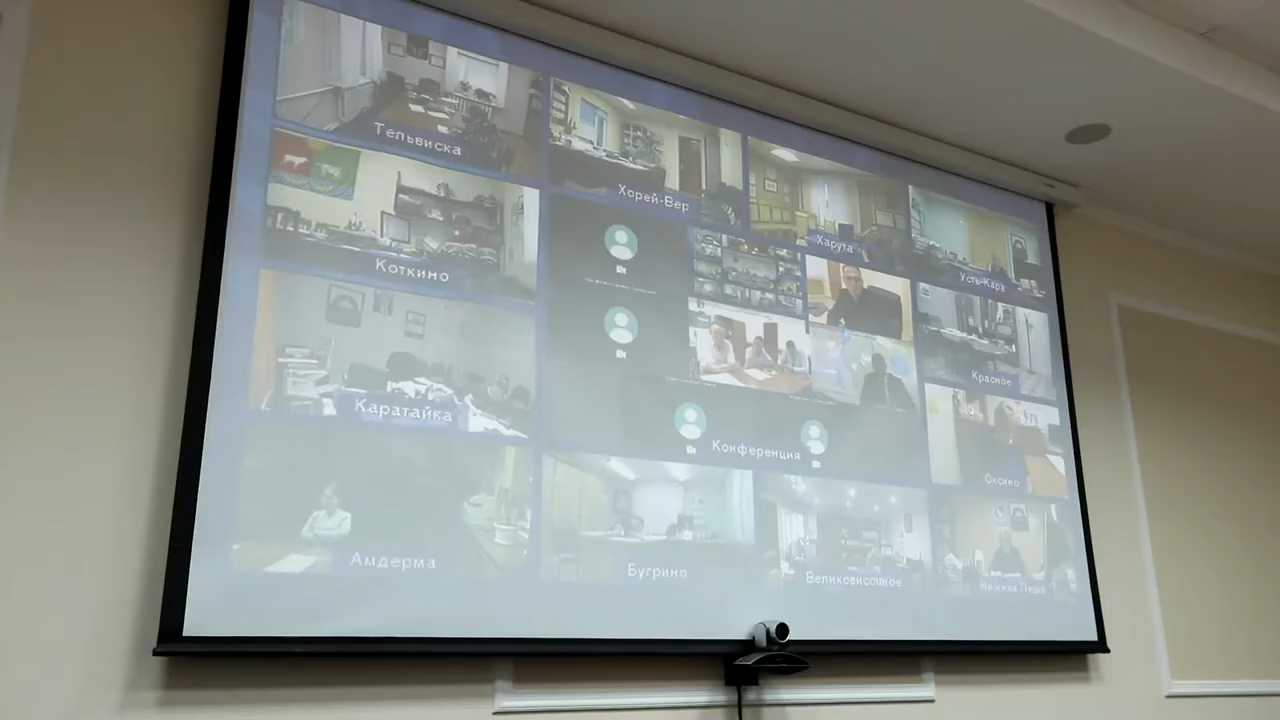 Тельвиска
Хорей-Вер
Харута
Усть-Кара
Коткино
Красное
Каратайка
Конференция
Оксино
Амдерма
Бугрино
Великовисочное
Нижняя Пеша